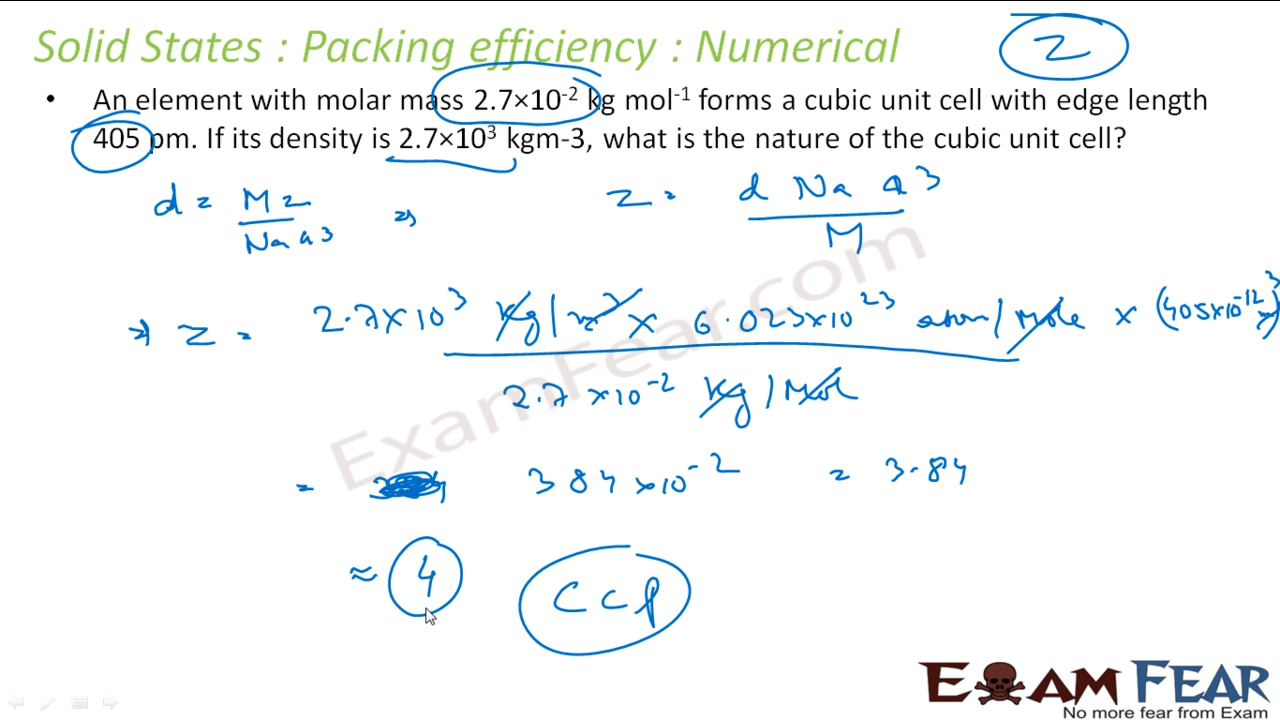 Solid States : Packing efficiency : Numerical
Z
• An element with molar mass 2.7×10⁻² kg mol⁻¹ forms a cubic unit cell with edge length
405 pm. If its density is 2.7×10³ kgm-3, what is the nature of the cubic unit cell?
d = Mz / Na a3 ⇒ Z = d Na a3 / M
⇒ Z = 2.7×10³ Kg/m³ × 6.023×10²³ atom/Mole × (405×10⁻¹²)³
2.7×10⁻² Kg/Mol
= 384×10⁻² = 3.84
≈ 4 CCP
ExamFear.com
EXAM FEAR
No more fear from Exam